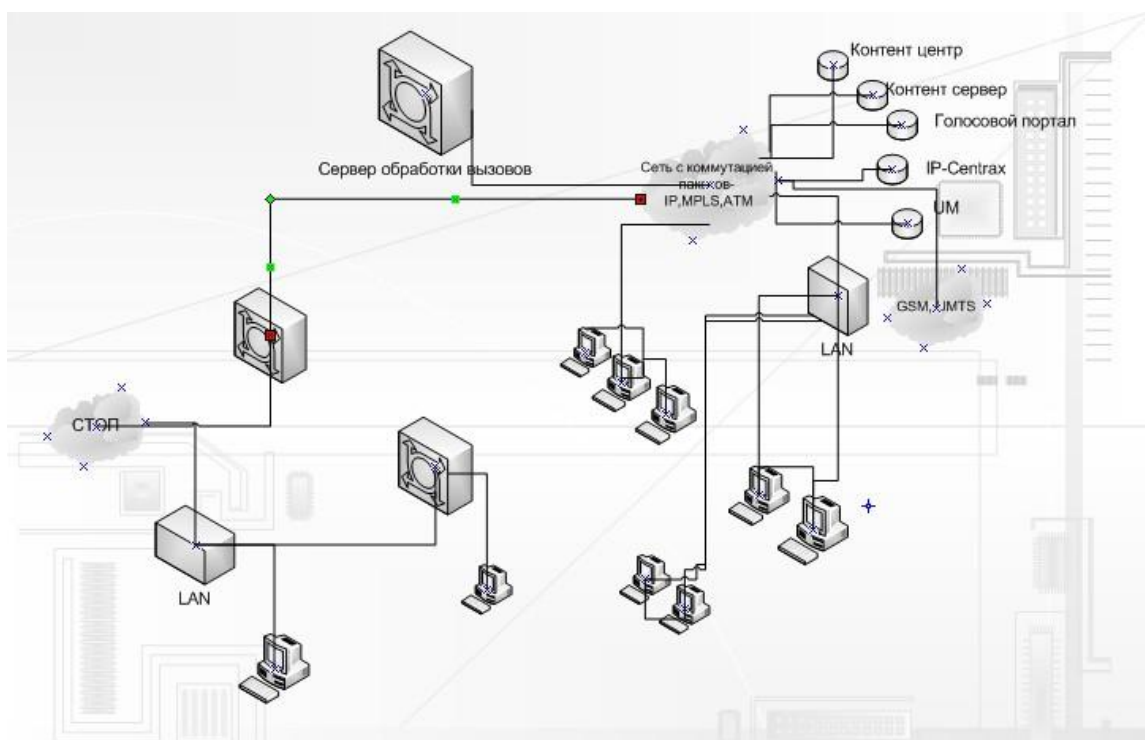 Контент центр
Контент сервер
Голосовой портал
Сервер обработки вызовов
Сеть с коммутацией
пакетов-
IP,MPLS,ATM
IP-Centrax
UM
GSM,UMTS
LAN
СТОП
LAN